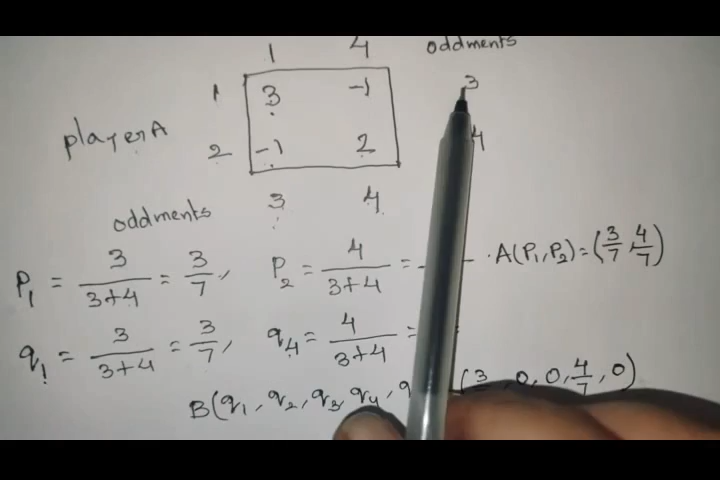 1 4 oddments
1 3 -1 3
player A
2 -1 2 4
oddments 3 4
P1 = 3/(3+4) = 3/7, P2 = 4/(3+4) = A(P1, P2) = (3/7, 4/7)
q1 = 3/(3+4) = 3/7, q4 = 4/(3+4) =
B(q1, q2, q3, q4, q (3 , 0, 0, 4/7, 0)